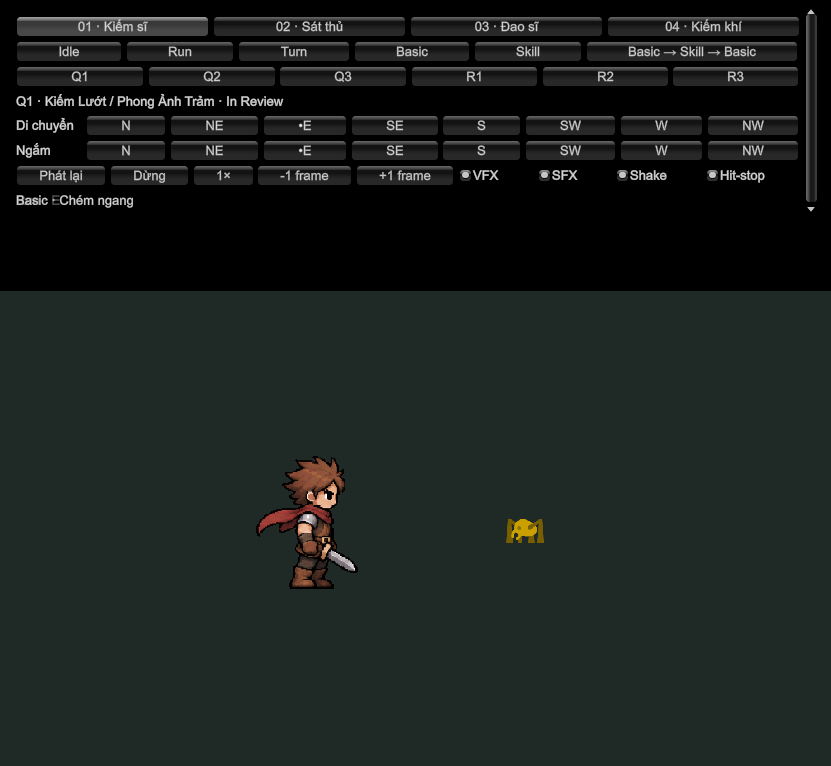 01 · Kiếm sĩ 02 · Sát thủ 03 · Đao sĩ 04 · Kiếm khí
Idle Run Turn Basic Skill Basic → Skill → Basic
Q1 Q2 Q3 R1 R2 R3
Q1 · Kiếm Lướt / Phong Ảnh Trảm · In Review
Di chuyển N NE •E SE S SW W NW
Ngắm N NE •E SE S SW W NW
Phát lại Dừng 1× -1 frame +1 frame VFX SFX Shake Hit-stop
Basic Chém ngang